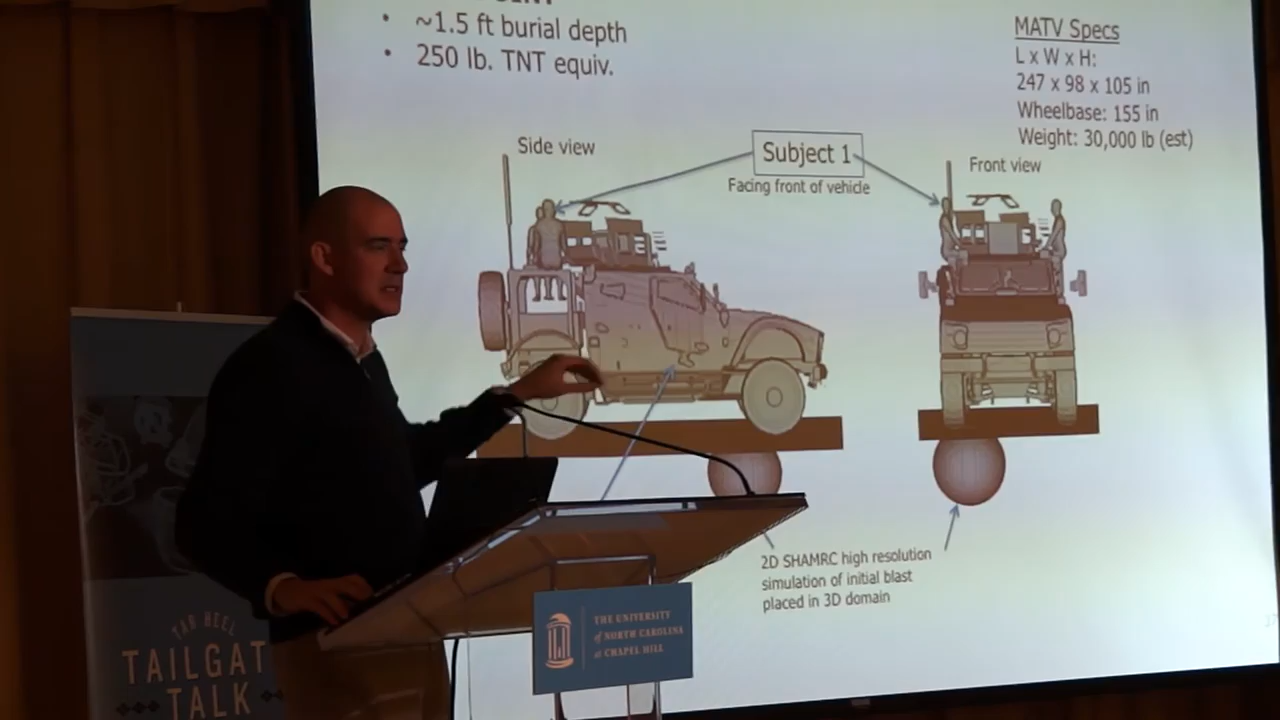 • ~1.5 ft burial depth
• 250 lb. TNT equiv.
MATV Specs
L x W x H:
247 x 98 x 105 in
Wheelbase: 155 in
Weight: 30,000 lb (est)
Side view
Subject 1
Facing front of vehicle
Front view
2D SHAMRC high resolution
simulation of initial blast
placed in 3D domain
THE UNIVERSITY
of NORTH CAROLINA
at CHAPEL HILL
TAR HEEL
TAILGAT
TALK